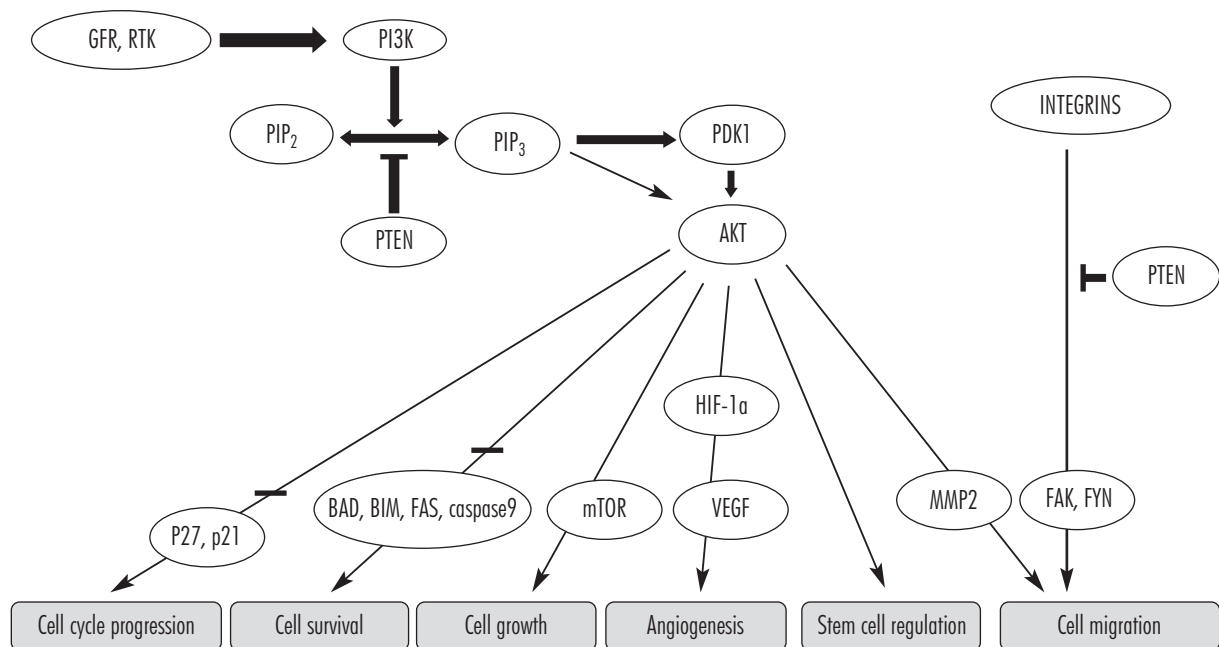 GFR, RTK
PI3K
INTEGRINS
PIP₂
PIP₃
PDK1
PTEN
AKT
PTEN
HIF-1a
P27, p21
BAD, BIM, FAS, caspase9
mTOR
VEGF
MMP2
FAK, FYN
Cell cycle progression
Cell survival
Cell growth
Angiogenesis
Stem cell regulation
Cell migration